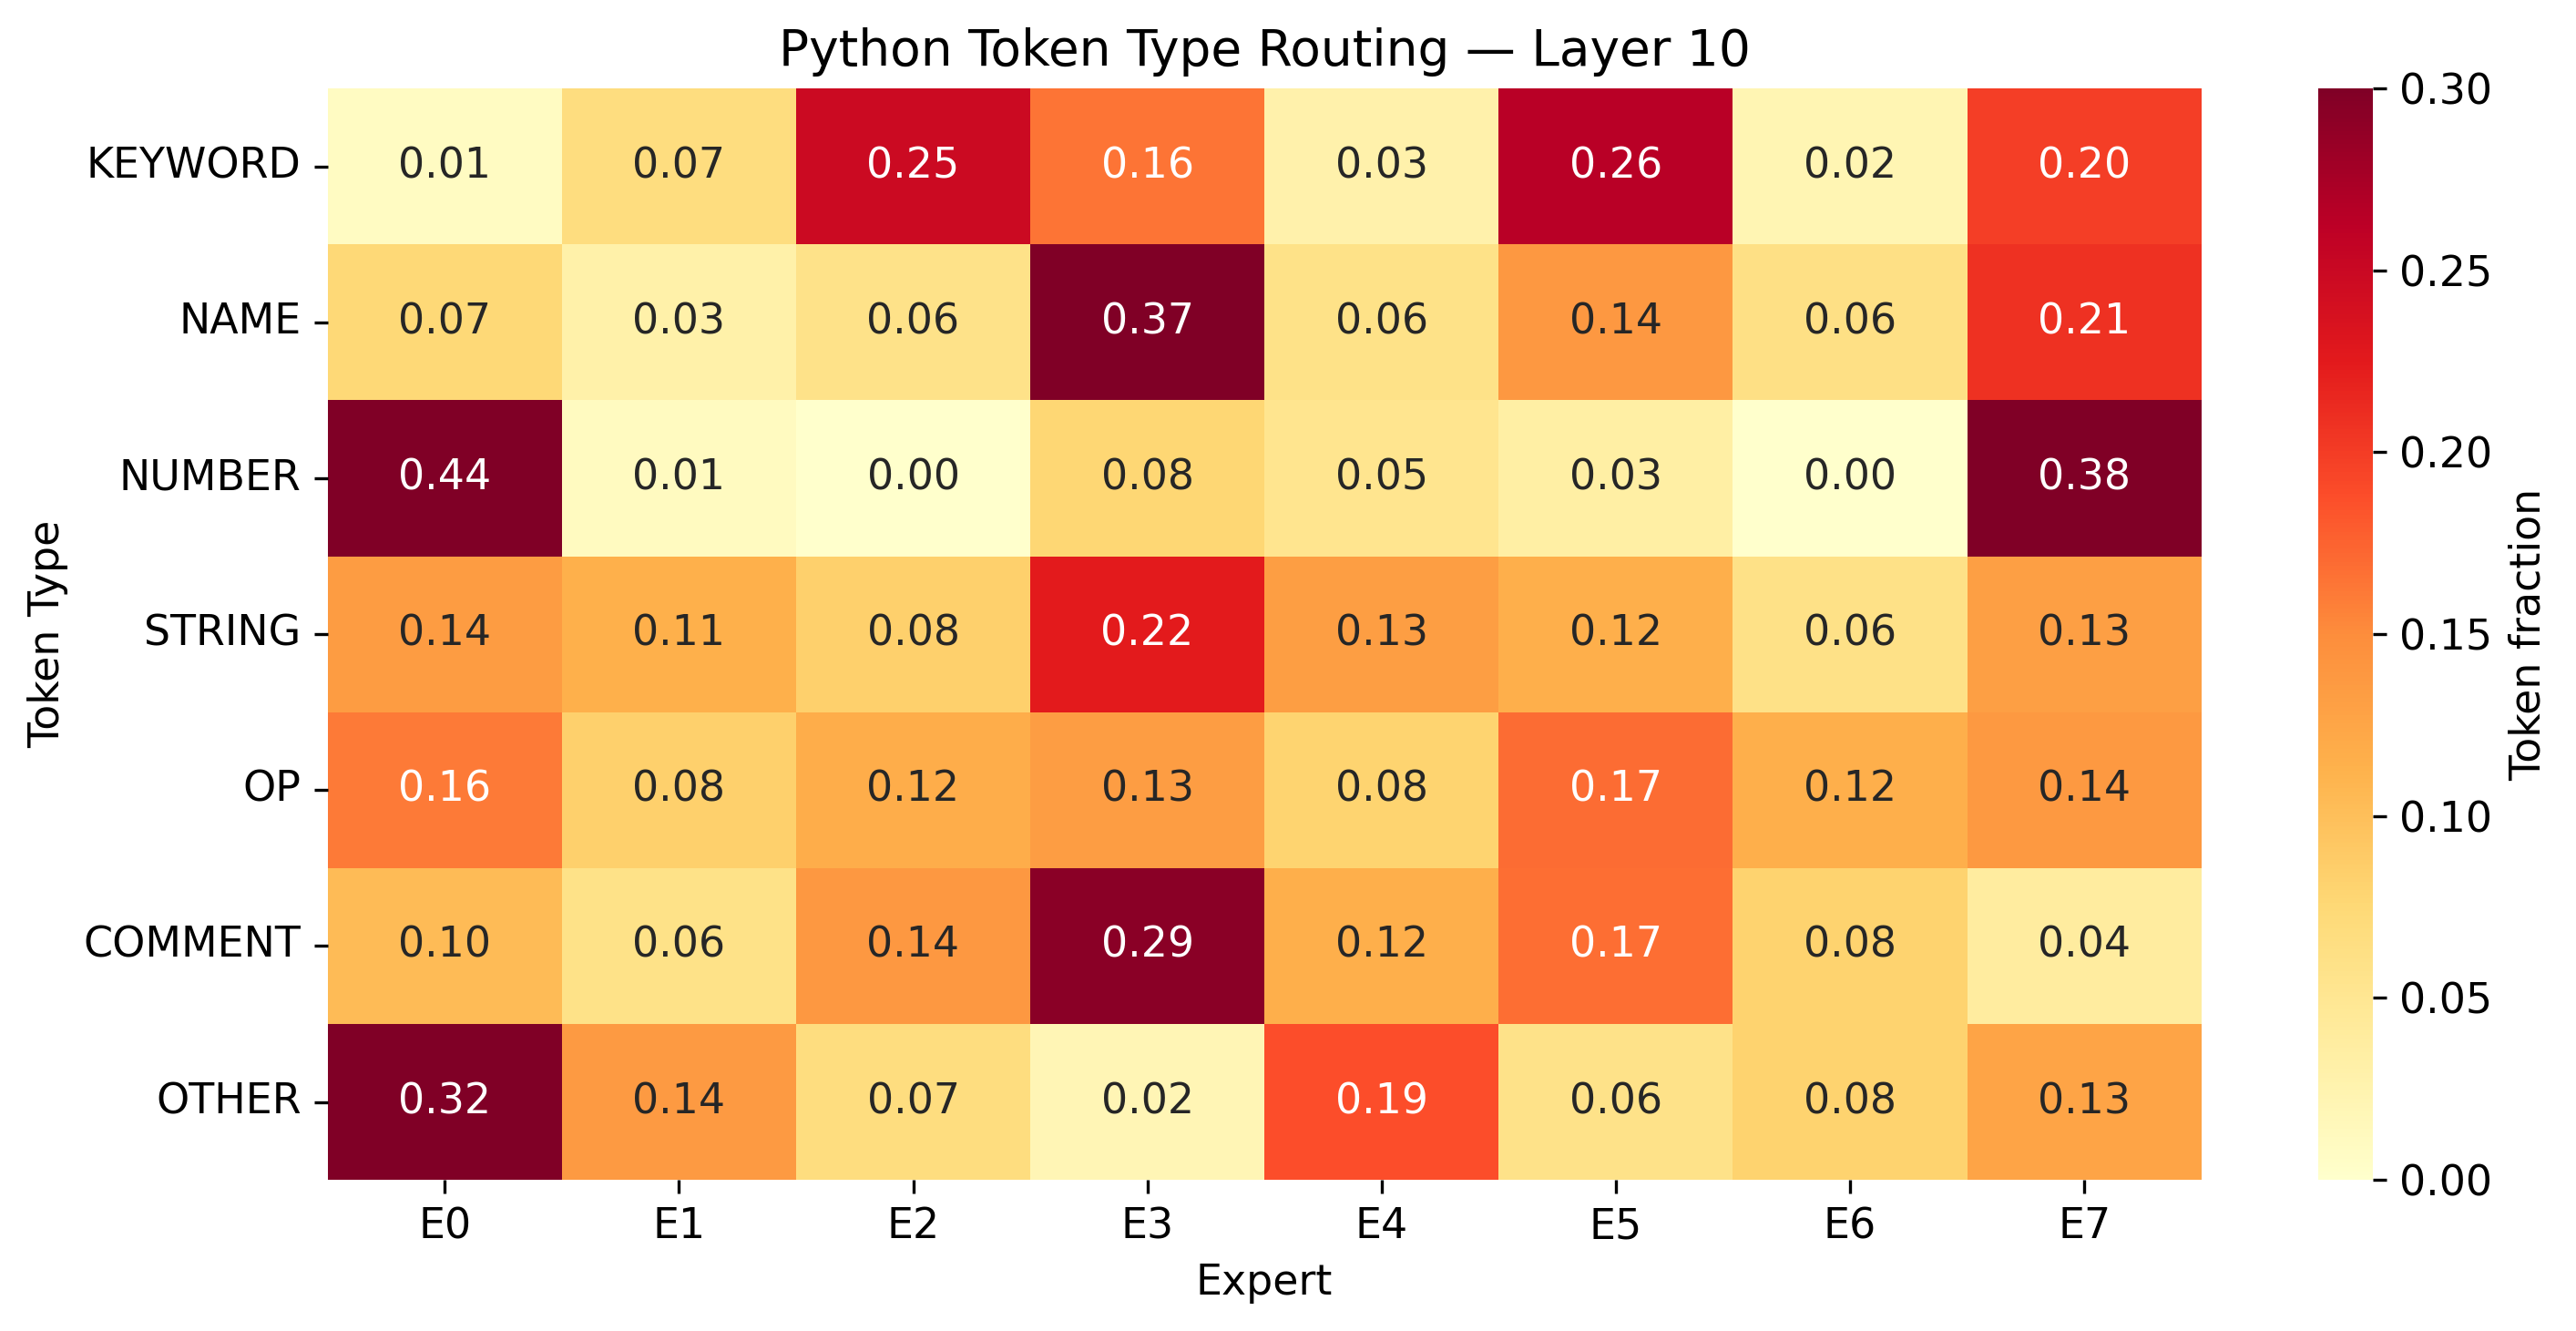 Python Token Type Routing — Layer 10
KEYWORD 0.01 0.07 0.25 0.16 0.03 0.26 0.02 0.20
NAME 0.07 0.03 0.06 0.37 0.06 0.14 0.06 0.21
NUMBER 0.44 0.01 0.00 0.08 0.05 0.03 0.00 0.38
STRING 0.14 0.11 0.08 0.22 0.13 0.12 0.06 0.13
OP 0.16 0.08 0.12 0.13 0.08 0.17 0.12 0.14
COMMENT 0.10 0.06 0.14 0.29 0.12 0.17 0.08 0.04
OTHER 0.32 0.14 0.07 0.02 0.19 0.06 0.08 0.13
E0 E1 E2 E3 E4 E5 E6 E7
Expert
Token Type
0.30
0.25
0.20
0.15
0.10
0.05
0.00
Token fraction